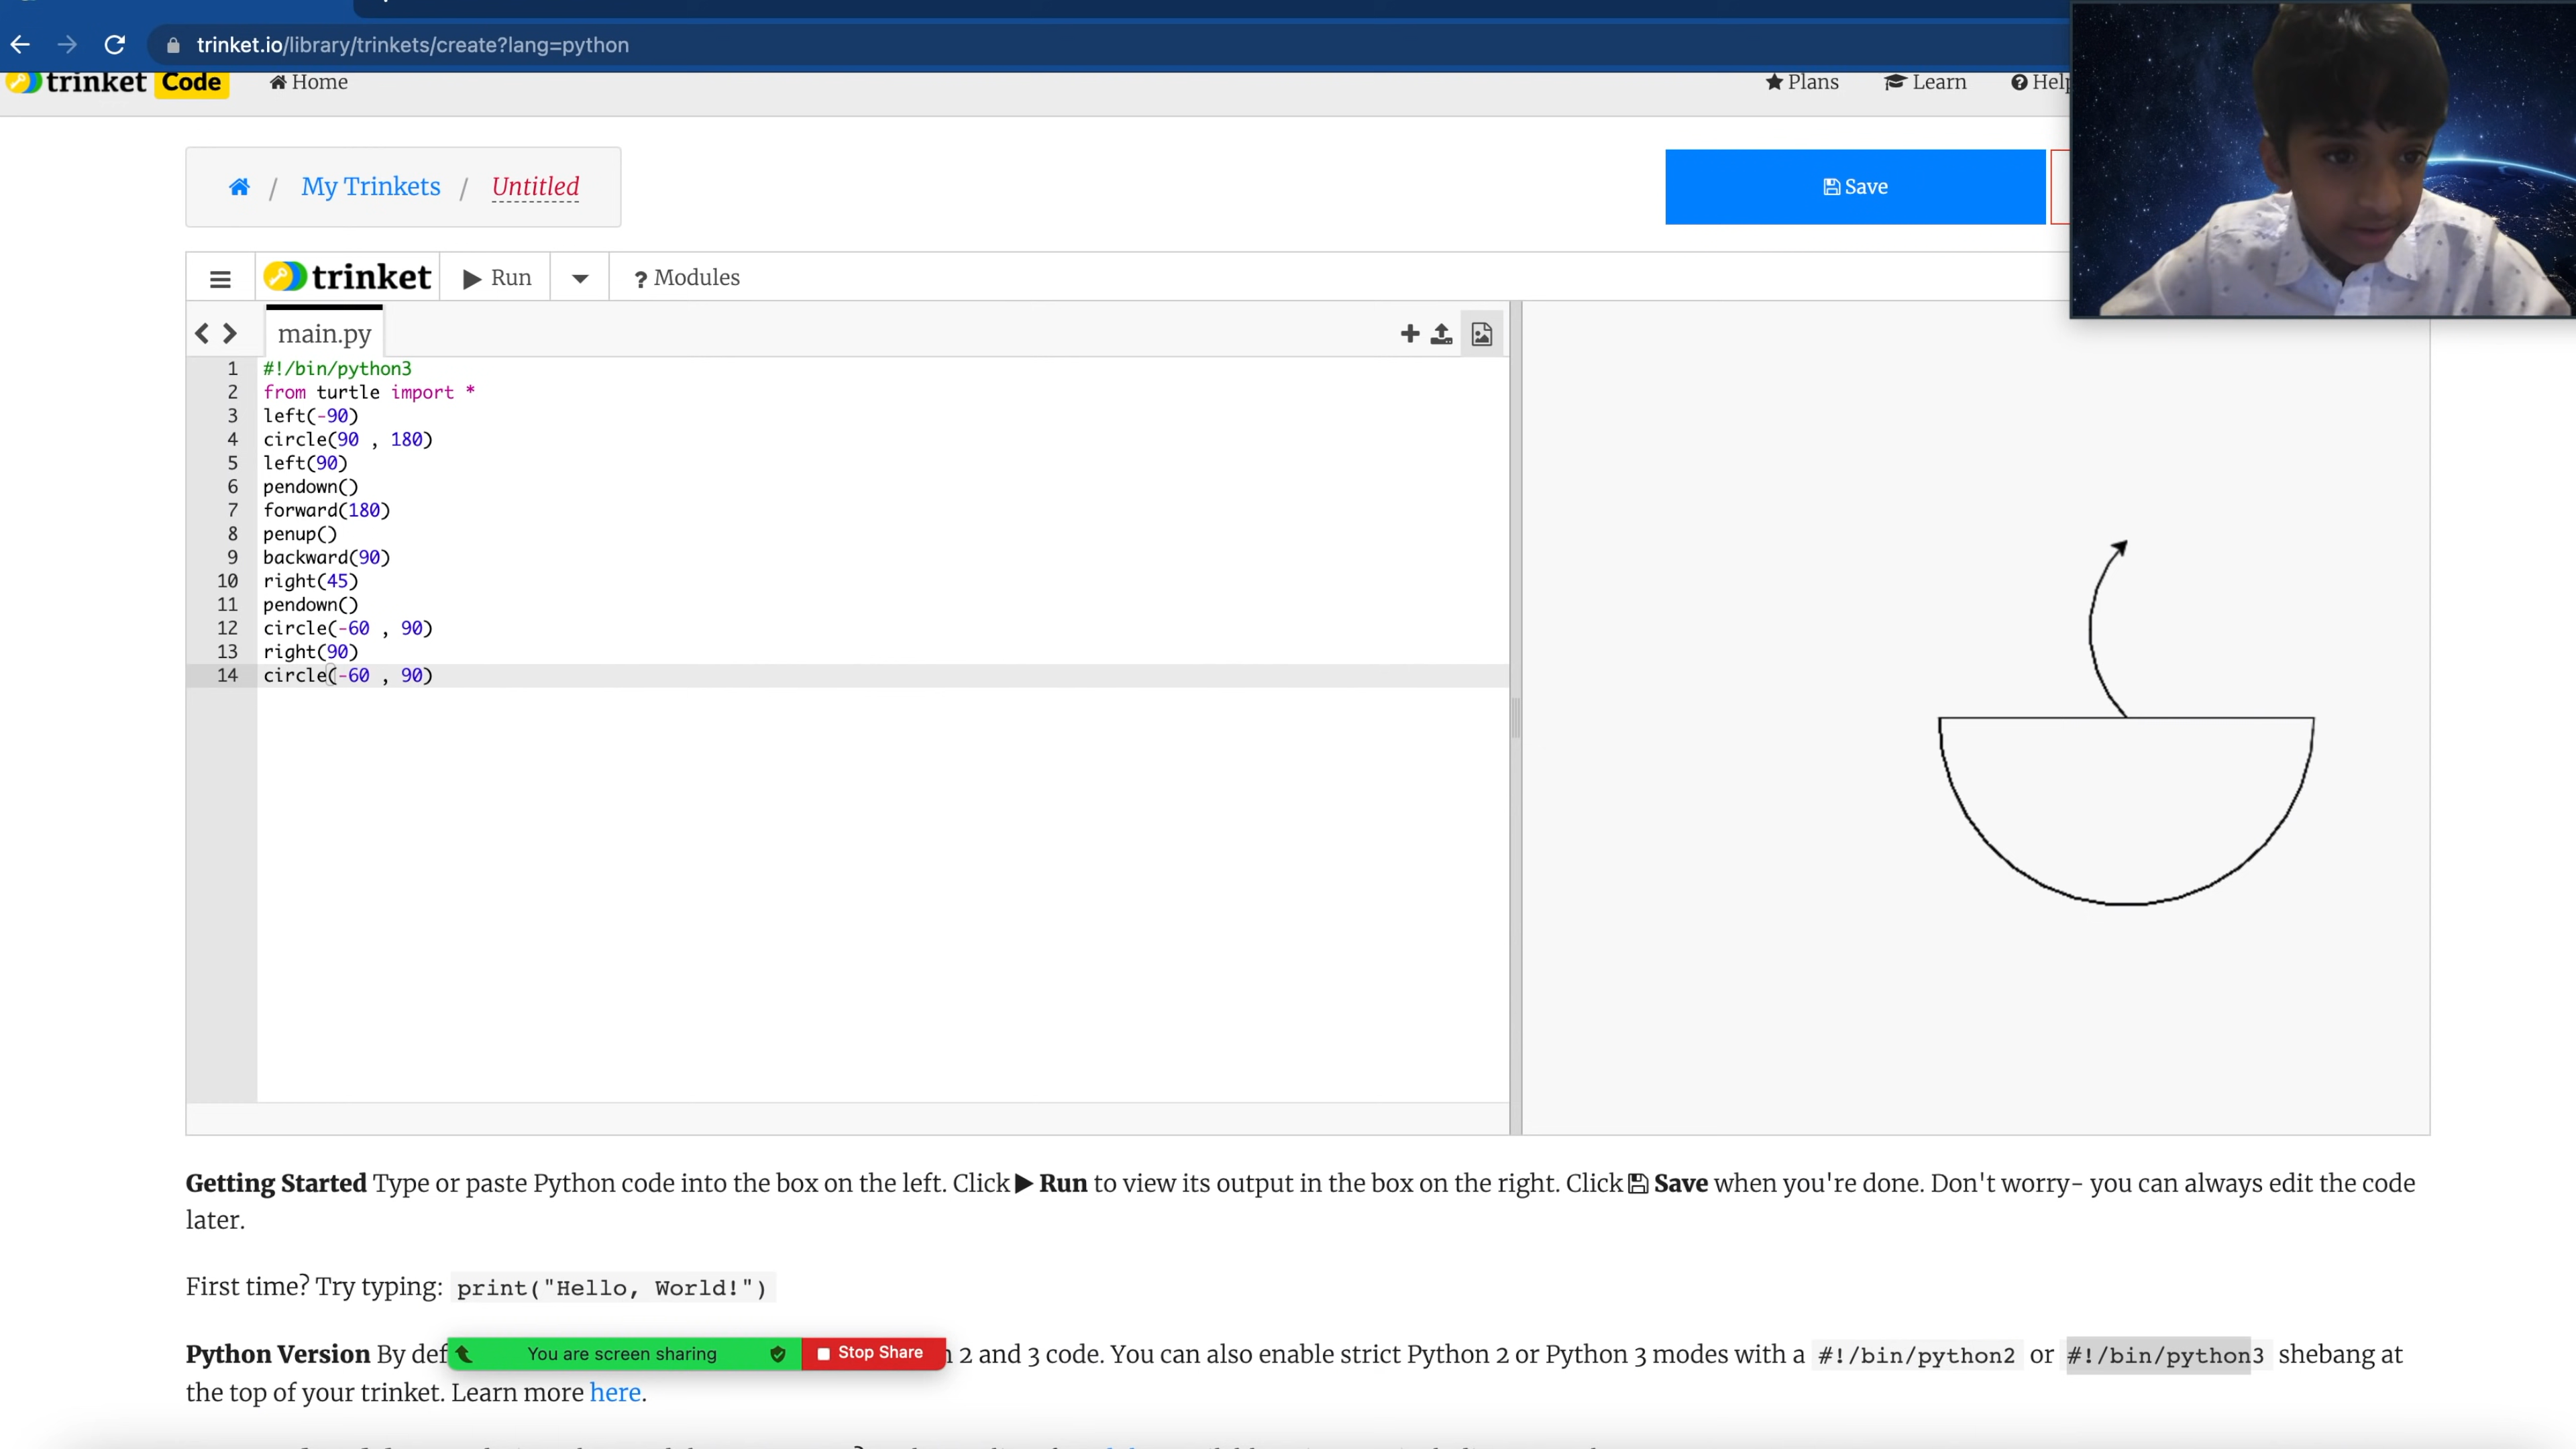 trinket.io/library/trinkets/create?lang=python
trinket Code Home Plans Learn Help
/ My Trinkets / Untitled Save
trinket Run ? Modules
main.py
1 #!/bin/python3
2 from turtle import *
3 left(-90)
4 circle(90 , 180)
5 left(90)
6 pendown()
7 forward(180)
8 penup()
9 backward(90)
10 right(45)
11 pendown()
12 circle(-60 , 90)
13 right(90)
14 circle(-60 , 90)
Getting Started Type or paste Python code into the box on the left. Click Run to view its output in the box on the right. Click Save when you're done. Don't worry- you can always edit the code
later.
First time? Try typing: print("Hello, World!")
Python Version By def You are screen sharing Stop Share 2 and 3 code. You can also enable strict Python 2 or Python 3 modes with a #!/bin/python2 or #!/bin/python3 shebang at
the top of your trinket. Learn more here.